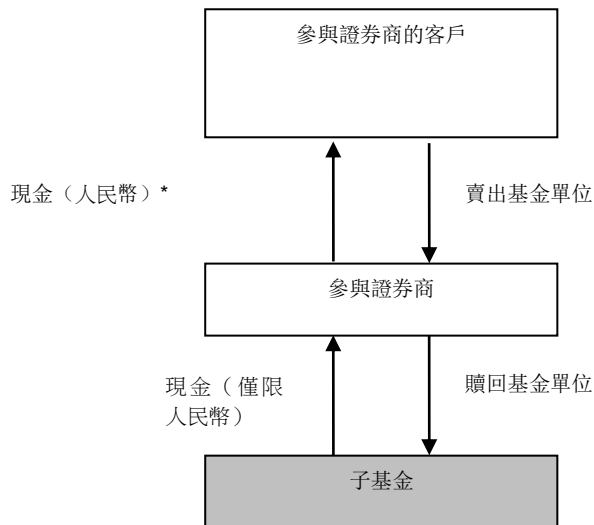 參與證券商的客戶
現金（人民幣）*
賣出基金單位
參與證券商
現金（僅限
人民幣）
贖回基金單位
子基金